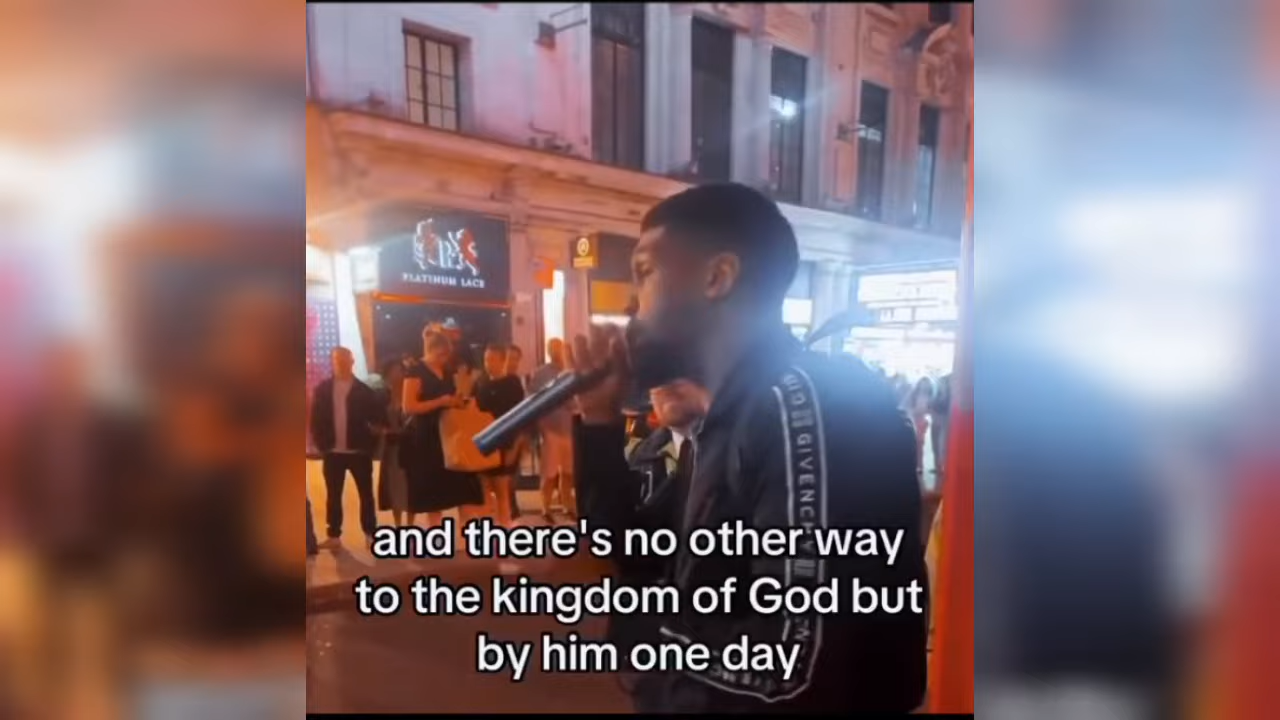 PLATINUM LACE
GIVENCHY
and there's no other way
to the kingdom of God but
by him one day